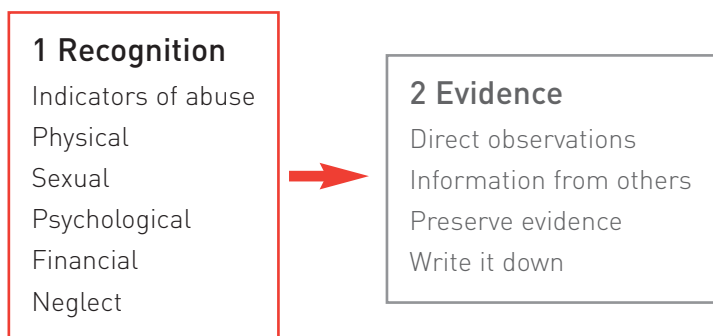 1 Recognition
Indicators of abuse
Physical
Sexual
Psychological
Financial
Neglect
2 Evidence
Direct observations
Information from others
Preserve evidence
Write it down